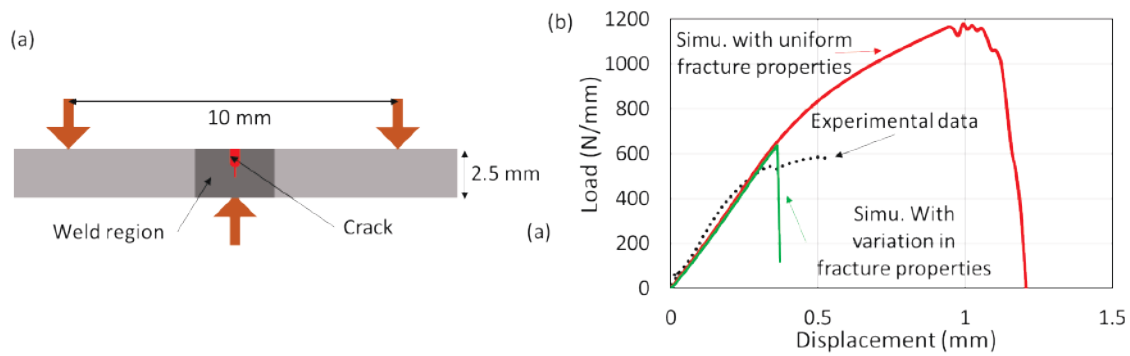 (a)
10 mm
2.5 mm
Weld region
Crack
(a)
(b)
Load (N/mm)
1200
1000
800
600
400
200
0
Simu. with uniform
fracture properties
Experimental data
Simu. With
variation in
fracture properties
0
0.5
1
1.5
Displacement (mm)